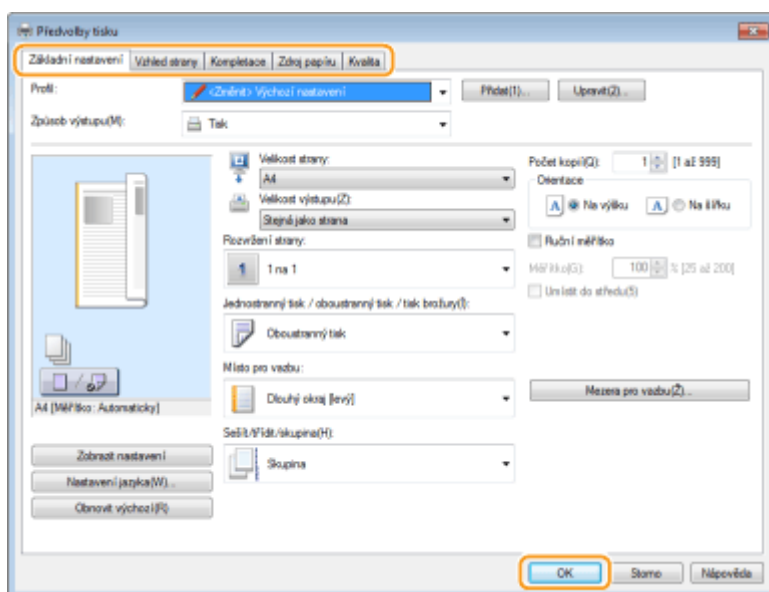 Předvolby tisku
Základní nastavení Vzhled strany Kompletace Zdroj papíru Kvalita
Profil: <Změnit> Výchozí nastavení Přidat(1)... Upravit(2)...
Způsob výstupu(M): Tisk
Velikost strany:
A4
Velikost výstupu(Z):
Stejná jako strana
Rozvržení strany:
1 1 na 1
Jednostranný tisk / oboustranný tisk / tisk brožury(I):
Oboustranný tisk
Místo pro vazbu:
Dlouhý okraj [levý]
Sešít/třídit/skupina(H):
Skupina
Počet kopií(Q): 1 [1 až 999]
Orientace
A Na výšku A Na šířku
Ruční měřítko
Měřítko(G): 100 % [25 až 200]
Umístit do středu(5)
Mezera pro vazbu(Ž)...
A4 [Měřítko: Automaticky]
Zobrazit nastavení
Nastavení jazyka(W)...
Obnovit výchozí(R)
OK Storno Nápověda